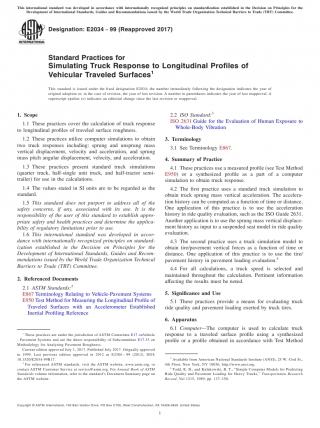 This international standard was developed in accordance with internationally recognized principles on standardization established in the Decision on Principles for the
Development of International Standards, Guides and Recommendations issued by the World Trade Organization Technical Barriers to Trade (TBT) Committee.
Designation: E2034 - 99 (Reapproved 2017)
Standard Practices for
Simulating Truck Response to Longitudinal Profiles of
Vehicular Traveled Surfaces1
This standard is issued under the fixed designation E2034; the number immediately following the designation indicates the year of
original adoption or, in the case of revision, the year of last revision. A number in parentheses indicates the year of last reapproval. A
superscript epsilon (ε) indicates an editorial change since the last revision or reapproval.
1. Scope
1.1 These practices cover the calculation of truck response
to longitudinal profiles of traveled surface roughness.
1.2 These practices utilize computer simulations to obtain
two truck responses including: sprung and unsprung mass
vertical displacement, velocity and acceleration, and sprung
mass pitch angular displacement, velocity, and acceleration.
1.3 These practices present standard truck simulations
(quarter truck, half-single unit truck, and half-tractor semi-
trailer) for use in the calculations.
1.4 The values stated in SI units are to be regarded as the
standard.
1.5 This standard does not purport to address all of the
safety concerns, if any, associated with its use. It is the
responsibility of the user of this standard to establish appro-
priate safety and health practices and determine the applica-
bility of regulatory limitations prior to use.
1.6 This international standard was developed in accor-
dance with internationally recognized principles on standard-
ization established in the Decision on Principles for the
Development of International Standards, Guides and Recom-
mendations issued by the World Trade Organization Technical
Barriers to Trade (TBT) Committee.
2. Referenced Documents
2.1 ASTM Standards:2
E867 Terminology Relating to Vehicle-Pavement Systems
E950 Test Method for Measuring the Longitudinal Profile of
Traveled Surfaces with an Accelerometer Established
Inertial Profiling Reference
1 These practices are under the jurisdiction of ASTM Committee E17 on Vehicle
- Pavement Systems and are the direct responsibility of Subcommittee E17.33 on
Methodology for Analyzing Pavement Roughness.
Current edition approved July 1, 2017. Published July 2017. Originally approved
in 1999. Last previous edition approved in 2012 as E2034 – 99 (2012). DOI:
10.1520/E2034-99R17.
2 For referenced ASTM standards, visit the ASTM website, www.astm.org, or
contact ASTM Customer Service at service@astm.org. For Annual Book of ASTM
Standards volume information, refer to the standard's Document Summary page on
the ASTM website.
2.2 ISO Standard:3
ISO 2631 Guide for the Evaluation of Human Exposure to
Whole-Body Vibration
3. Terminology
3.1 See Terminology E867.
4. Summary of Practice
4.1 These practices use a measured profile (see Test Method
E950) or a synthesized profile as a part of a computer
simulation to obtain truck response.
4.2 The first practice uses a standard truck simulation to
obtain truck sprung mass vertical acceleration. The accelera-
tion history can be computed as a function of time or distance.
One application of this practice is to use the acceleration
history in ride quality evaluation, such as the ISO Guide 2631.
Another application is to use the sprung mass vertical displace-
ment history as input to a suspended seat model in ride quality
evaluation.
4.3 The second practice uses a truck simulation model to
obtain tire/pavement vertical forces as a function of time or
distance. One application of this practice is to use the tire/
pavement history in pavement loading evaluation.4
4.4 For all calculations, a truck speed is selected and
maintained throughout the calculations. Pertinent information
affecting the results must be noted.
5. Significance and Use
5.1 These practices provide a means for evaluating truck
ride quality and pavement loading exerted by truck tires.
6. Apparatus
6.1 Computer—The computer is used to calculate truck
response to a traveled surface profile using a synthesized
profile or a profile obtained in accordance with Test Method
3 Available from American National Standards Institute (ANSI), 25 W. 43rd St.,
4th Floor, New York, NY 10036, http://www.ansi.org.
4 Todd, K. B., and Kulakowski, B. T., "Simple Computer Models for Predicting
Ride Quality and Pavement Loading for Heavy Trucks," Transportation Research
Record No1 1215, 1989, pp. 137–150.
Copyright © ASTM International, 100 Barr Harbor Drive, PO Box C700, West Conshohocken, PA 19428-2959. United States
1